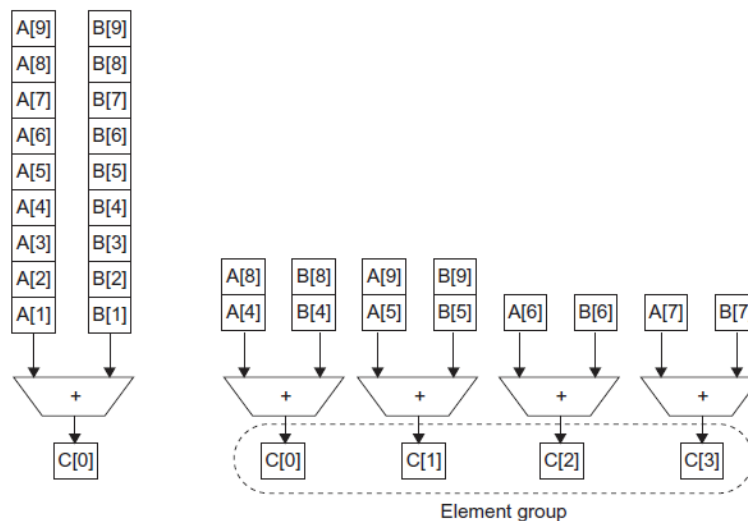 A[9] B[9]
A[8] B[8]
A[7] B[7]
A[6] B[6]
A[5] B[5]
A[4] B[4]
A[3] B[3]
A[2] B[2]
A[1] B[1]
+
C[0]
A[8] B[8] A[9] B[9]
A[4] B[4] A[5] B[5] A[6] B[6] A[7] B[7
+ + + +
C[0] C[1] C[2] C[3]
Element group